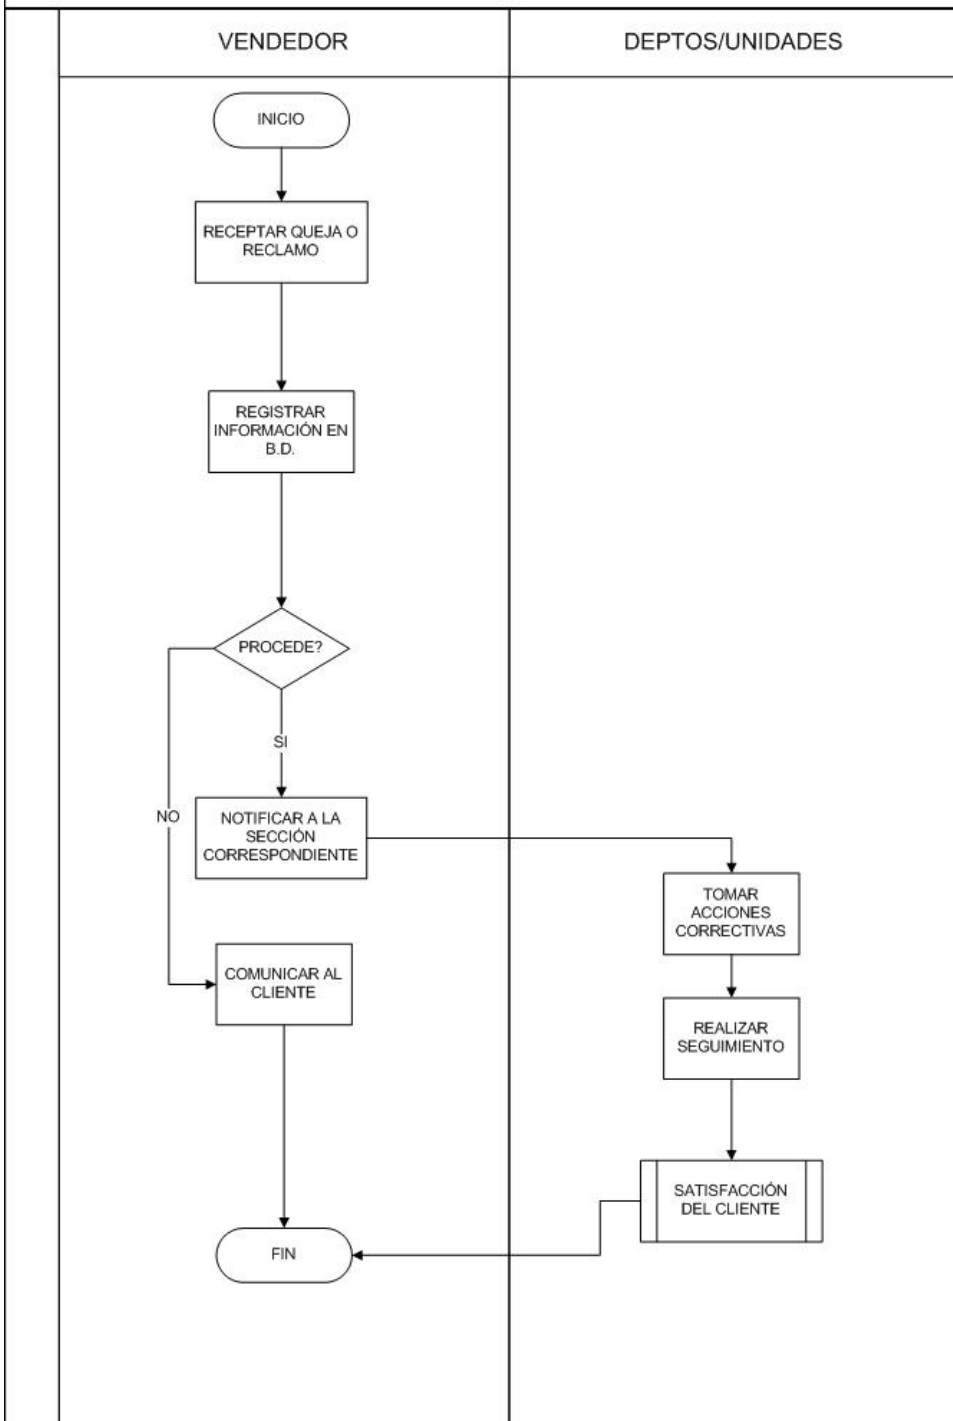 VENDEDOR
DEPTOS/UNIDADES
INICIO
RECEPTAR QUEJA O
RECLAMO
REGISTRAR
INFORMACIÓN EN
B.D.
PROCEDE?
SI
NO
NOTIFICAR A LA
SECCIÓN
CORRESPONDIENTE
TOMAR
ACCIONES
CORRECTIVAS
COMUNICAR AL
CLIENTE
REALIZAR
SEGUIMIENTO
SATISFACCIÓN
DEL CLIENTE
FIN